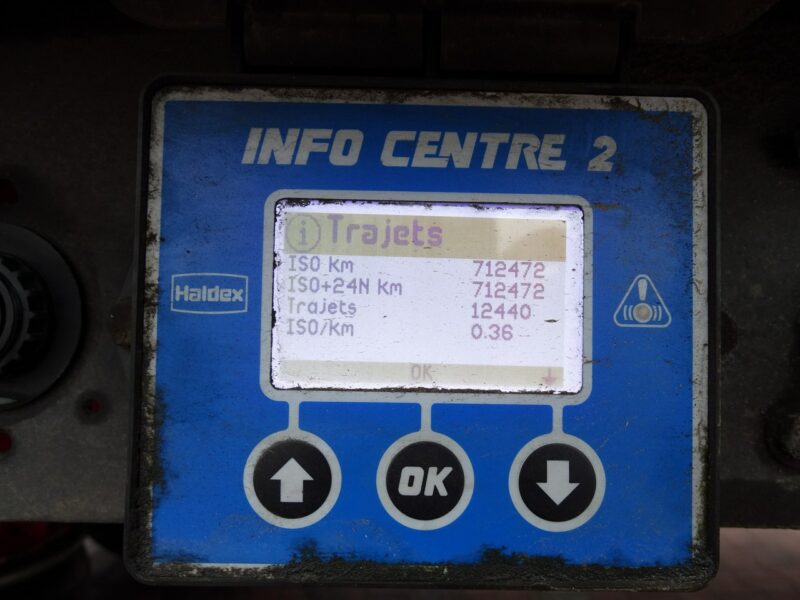 INFO CENTRE 2
i Trajets
ISO Km 712472
ISO+24N Km 712472
Trajets 12440
ISO/Km 0.36
OK
Haldex
OK